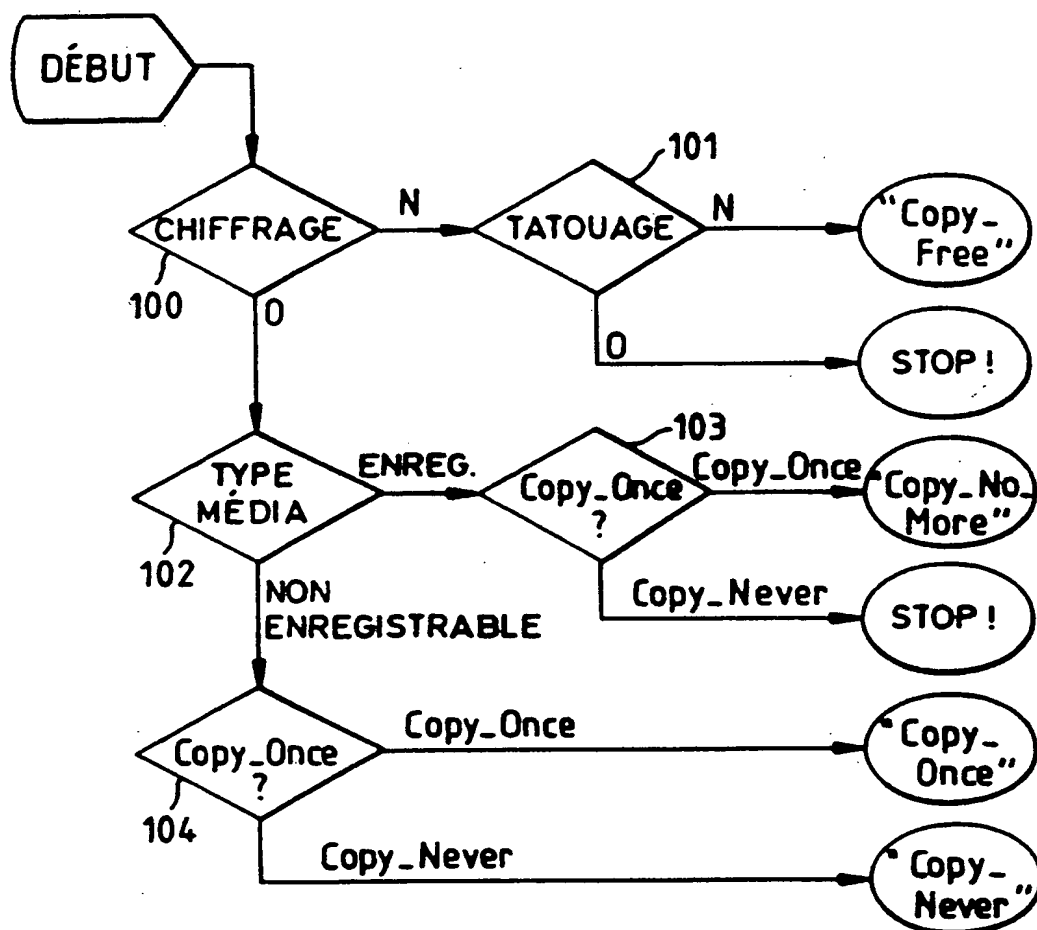 DÉBUT
101
CHIFFRAGE
N
TATOUAGE
N
"Copy_
Free"
100
O
O
STOP !
103
TYPE
MÉDIA
ENREG.
Copy_Once
?
Copy_Once
"Copy_No_
More"
102
NON
ENREGISTRABLE
Copy_Never
STOP !
Copy_Once
?
Copy_Once
"Copy_
Once"
104
Copy_Never
"Copy_
Never"